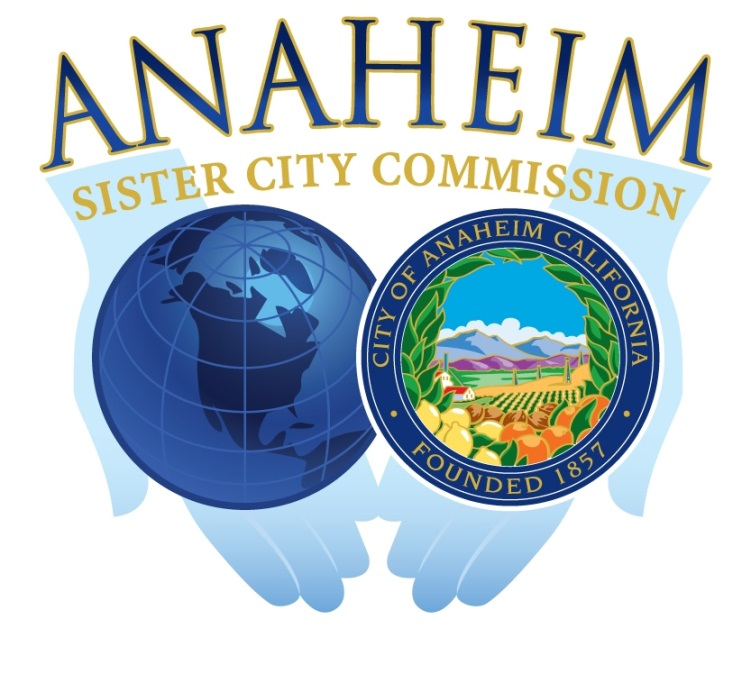 ANAHEIM
SISTER CITY COMMISSION
CITY OF ANAHEIM CALIFORNIA
FOUNDED 1857